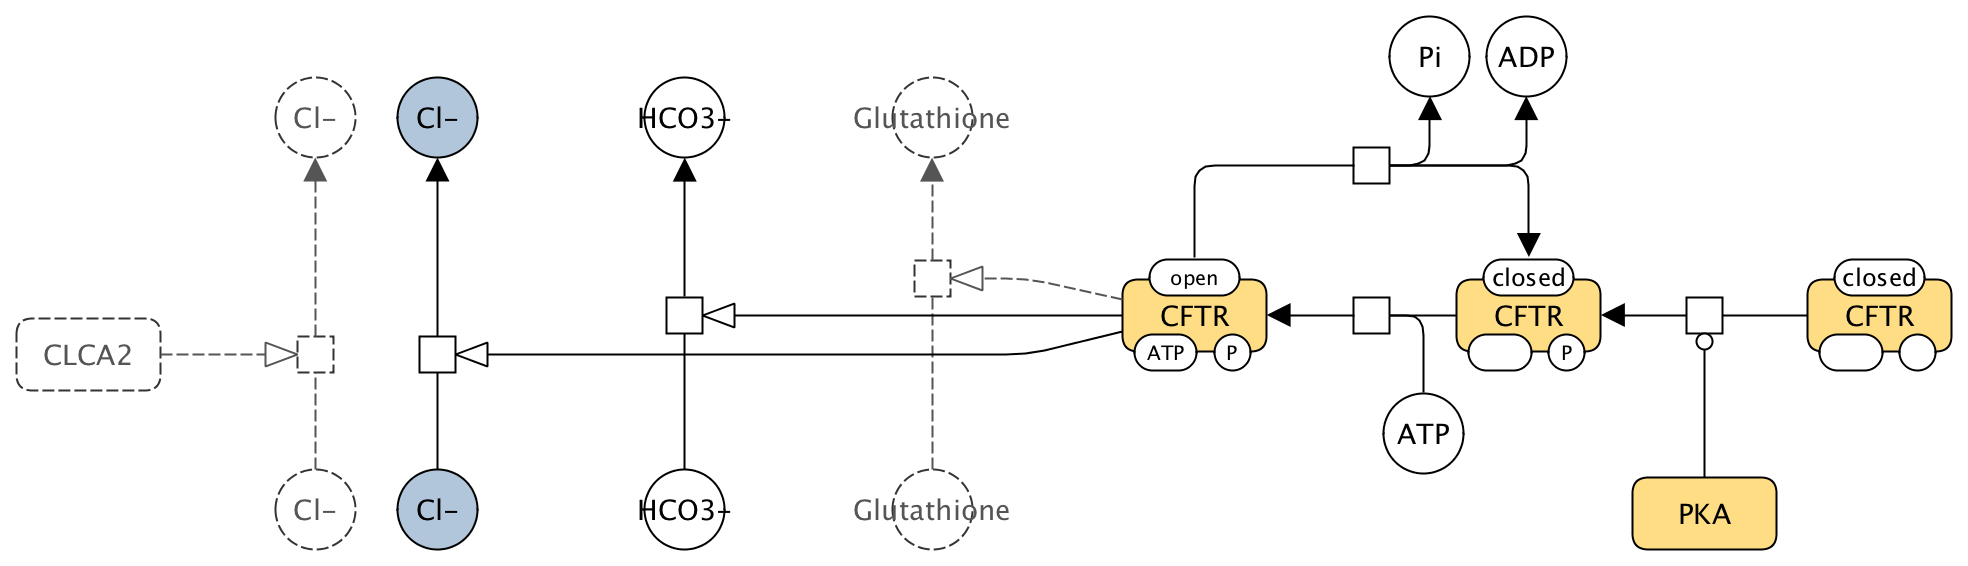 Pi
ADP
Cl–
Cl–
HCO3–
Glutathione
open
closed
closed
CFTR
CFTR
CFTR
ATP
P
P
CLCA2
ATP
Cl–
Cl–
HCO3–
Glutathione
PKA